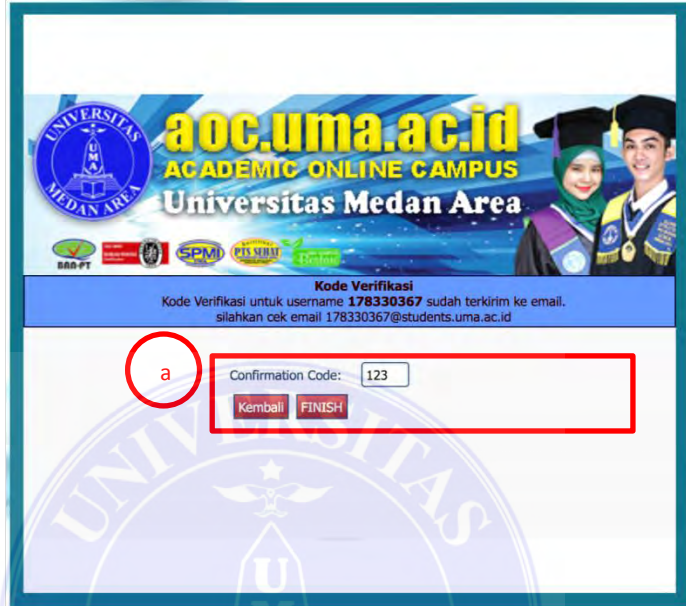 UNIVERSITAS
UMA
MEDAN AREA
aoc.uma.ac.id
ACADEMIC ONLINE CAMPUS
Universitas Medan Area
BAN-PT
SPMI
PTS SEHAT
Kode Verifikasi
Kode Verifikasi untuk username 178330367 sudah terkirim ke email.
silahkan cek email 178330367@students.uma.ac.id
a
Confirmation Code: 123
Kembali FINISH